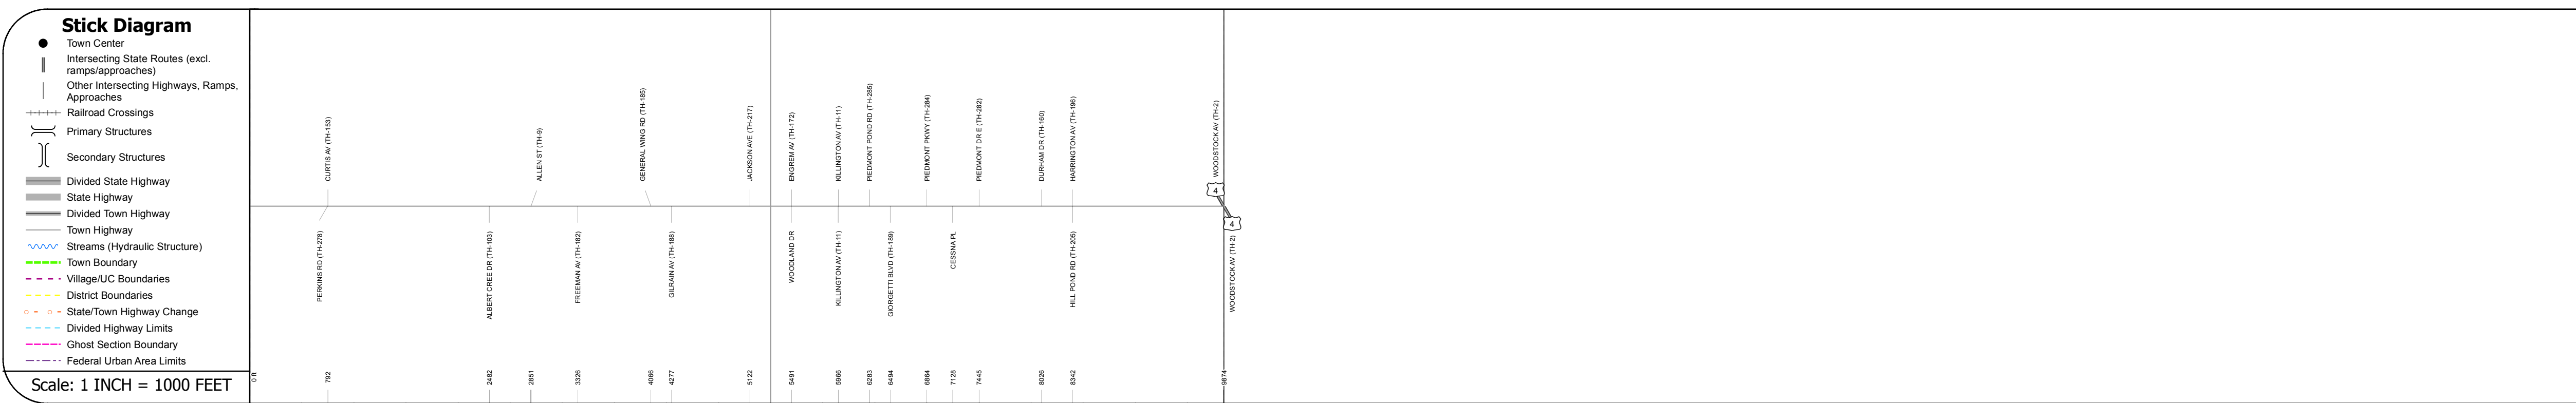 Stick Diagram
Town Center
Intersecting State Routes (excl.
ramps/approaches)
Other Intersecting Highways, Ramps,
Approaches
Railroad Crossings
Primary Structures
Secondary Structures
Divided State Highway
State Highway
Divided Town Highway
Town Highway
Streams (Hydraulic Structure)
Town Boundary
Village/UC Boundaries
District Boundaries
State/Town Highway Change
Divided Highway Limits
Ghost Section Boundary
Federal Urban Area Limits
Scale: 1 INCH = 1000 FEET
CURTIS AV (TH-153)
ALLEN ST (TH-9)
GENERAL WING RD (TH-185)
JACKSON AVE (TH-217)
ENGREM AV (TH-172)
KILLINGTON AV (TH-11)
PIEDMONT POND RD (TH-285)
PIEDMONT PKWY (TH-284)
PIEDMONT DR E (TH-282)
DURHAM DR (TH-160)
HARRINGTON AV (TH-196)
WOODSTOCK AV (TH-2)
4
4
PERKINS RD (TH-278)
ALBERT CREE DR (TH-103)
FREEMAN AV (TH-182)
GILRAIN AV (TH-188)
WOODLAND DR
KILLINGTON AV (TH-11)
GIORGETTI BLVD (TH-189)
CESSNA PL
HILL POND RD (TH-205)
WOODSTOCK AV (TH-2)
0 ft
792
2482
2851
3326
4066
4277
5122
5491
5966
6283
6494
6864
7128
7445
8026
8342
9874